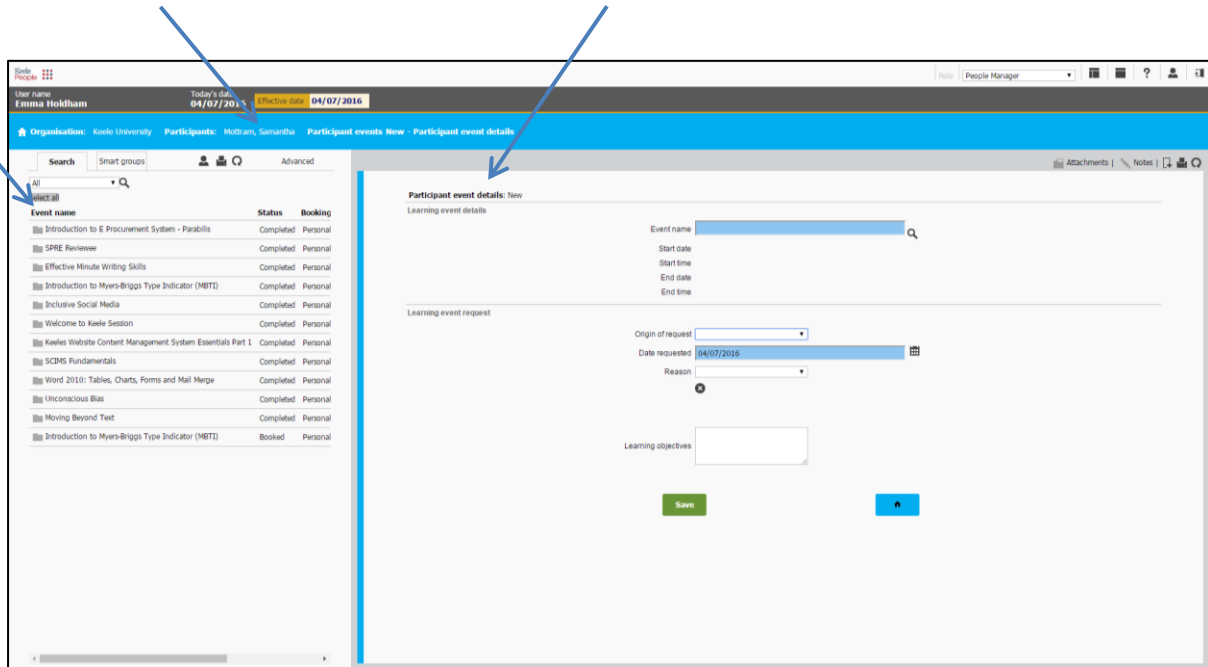 Keele
People
Role People Manager
?
User name
Emma Holdham
Today's date
04/07/2016
Effective date 04/07/2016
Organisation: Keele University Participants: Mottram, Samantha Participant events New - Participant event details
Search Smart groups Advanced
Attachments | Notes |
All
Select all
Event name Status Booking
Introduction to E Procurement System - Parabilis Completed Personal
SPRE Reviewee Completed Personal
Effective Minute Writing Skills Completed Personal
Introduction to Myers-Briggs Type Indicator (MBTI) Completed Personal
Inclusive Social Media Completed Personal
Welcome to Keele Session Completed Personal
Keeles Website Content Management System Essentials Part 1 Completed Personal
SCIMS Fundamentals Completed Personal
Word 2010: Tables, Charts, Forms and Mail Merge Completed Personal
Unconscious Bias Completed Personal
Moving Beyond Text Completed Personal
Introduction to Myers-Briggs Type Indicator (MBTI) Booked Personal
Participant event details: New
Learning event details
Event name
Start date
Start time
End date
End time
Learning event request
Origin of request
Date requested 04/07/2016
Reason
Learning objectives
Save